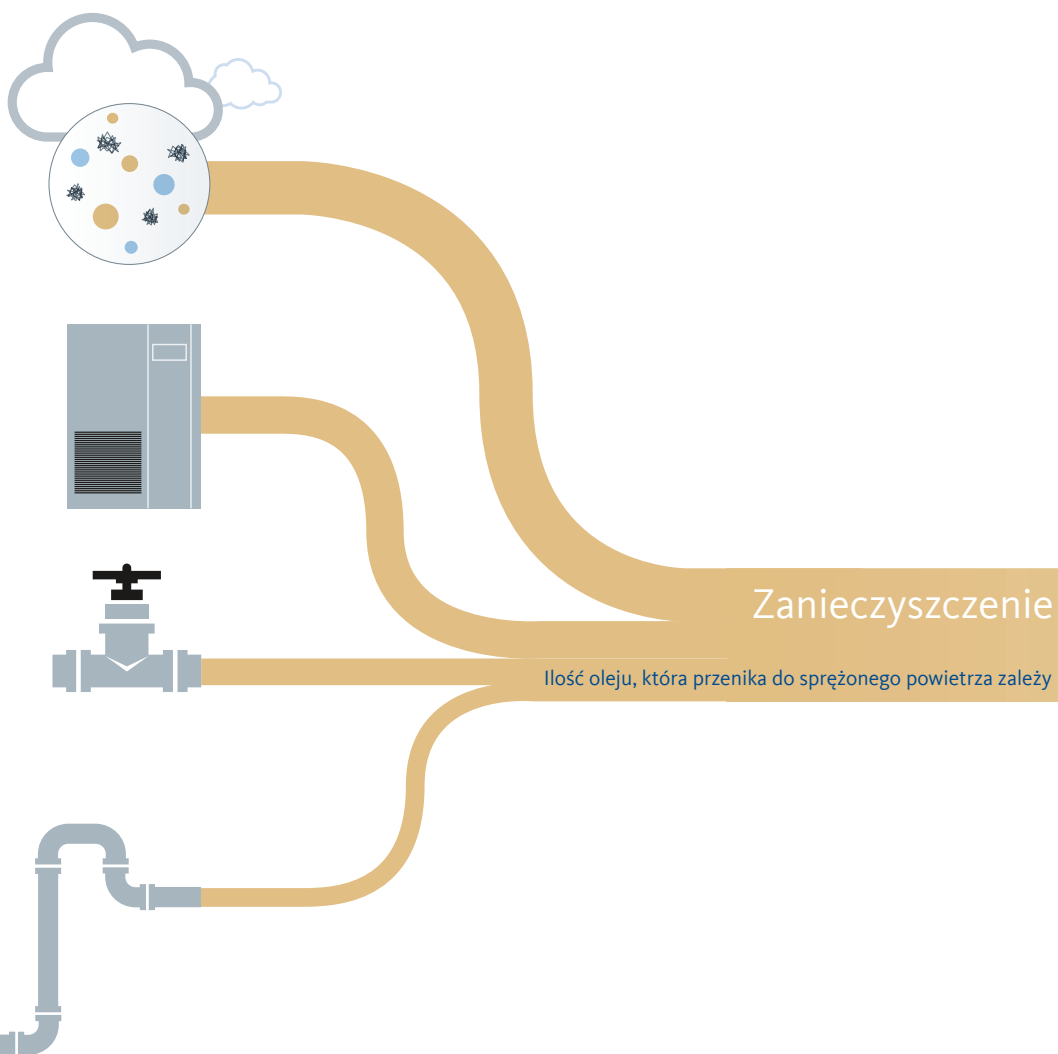 Zanieczyszczenie
Ilość oleju, która przenika do sprężonego powietrza zależy